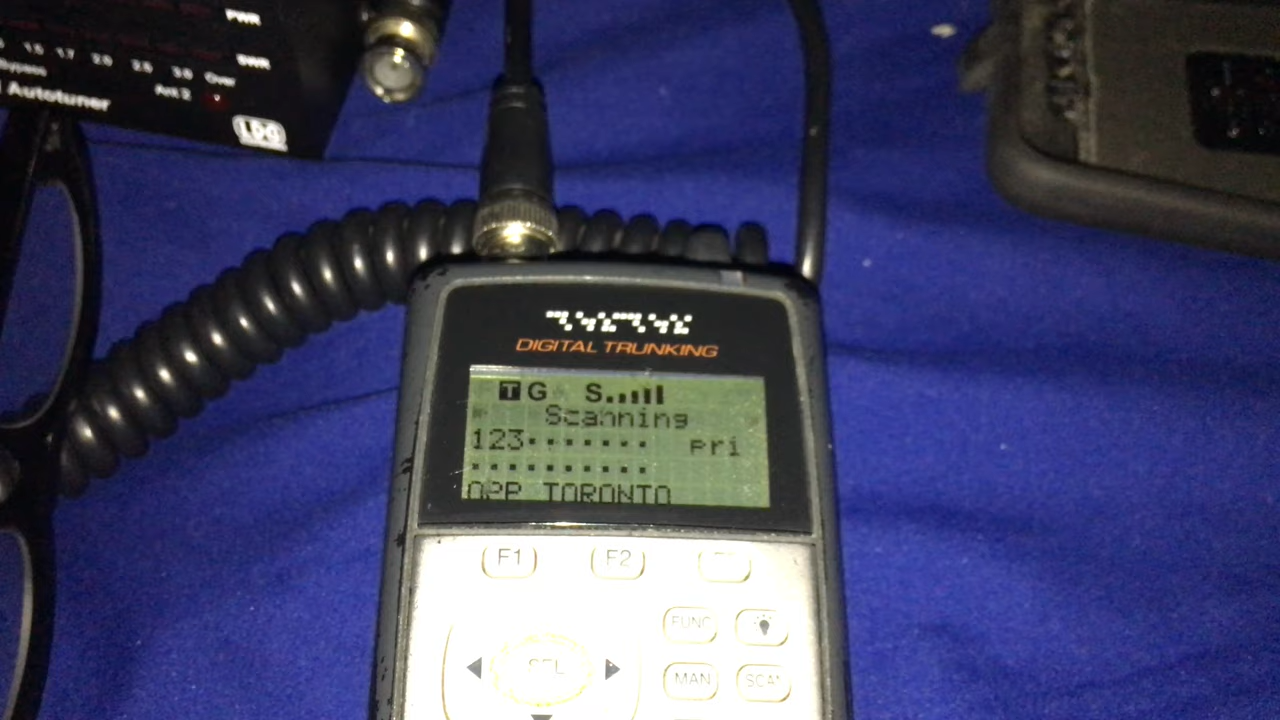 PWR
1.5 1.7 2.0 2.5 3.0 Over
SWR
Bypass
Ant 2
Autotuner
LDG
DIGITAL TRUNKING
T G S
Scanning
123······· pri
··········
OPP TORONTO
F1 F2
FUNC
SEL
MAN SCAN